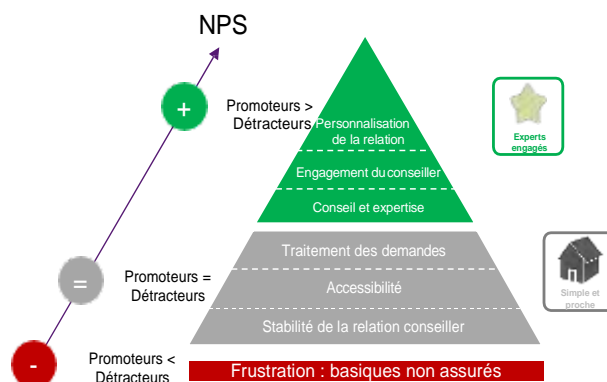 NPS
+
Promoteurs >
Détracteurs
Personnalisation
de la relation
Engagement du conseiller
Conseil et expertise
Experts
engagés
=
Promoteurs =
Détracteurs
Traitement des demandes
Accessibilité
Stabilité de la relation conseiller
Simple et
proche
-
Promoteurs <
Détracteurs
Frustration : basiques non assurés